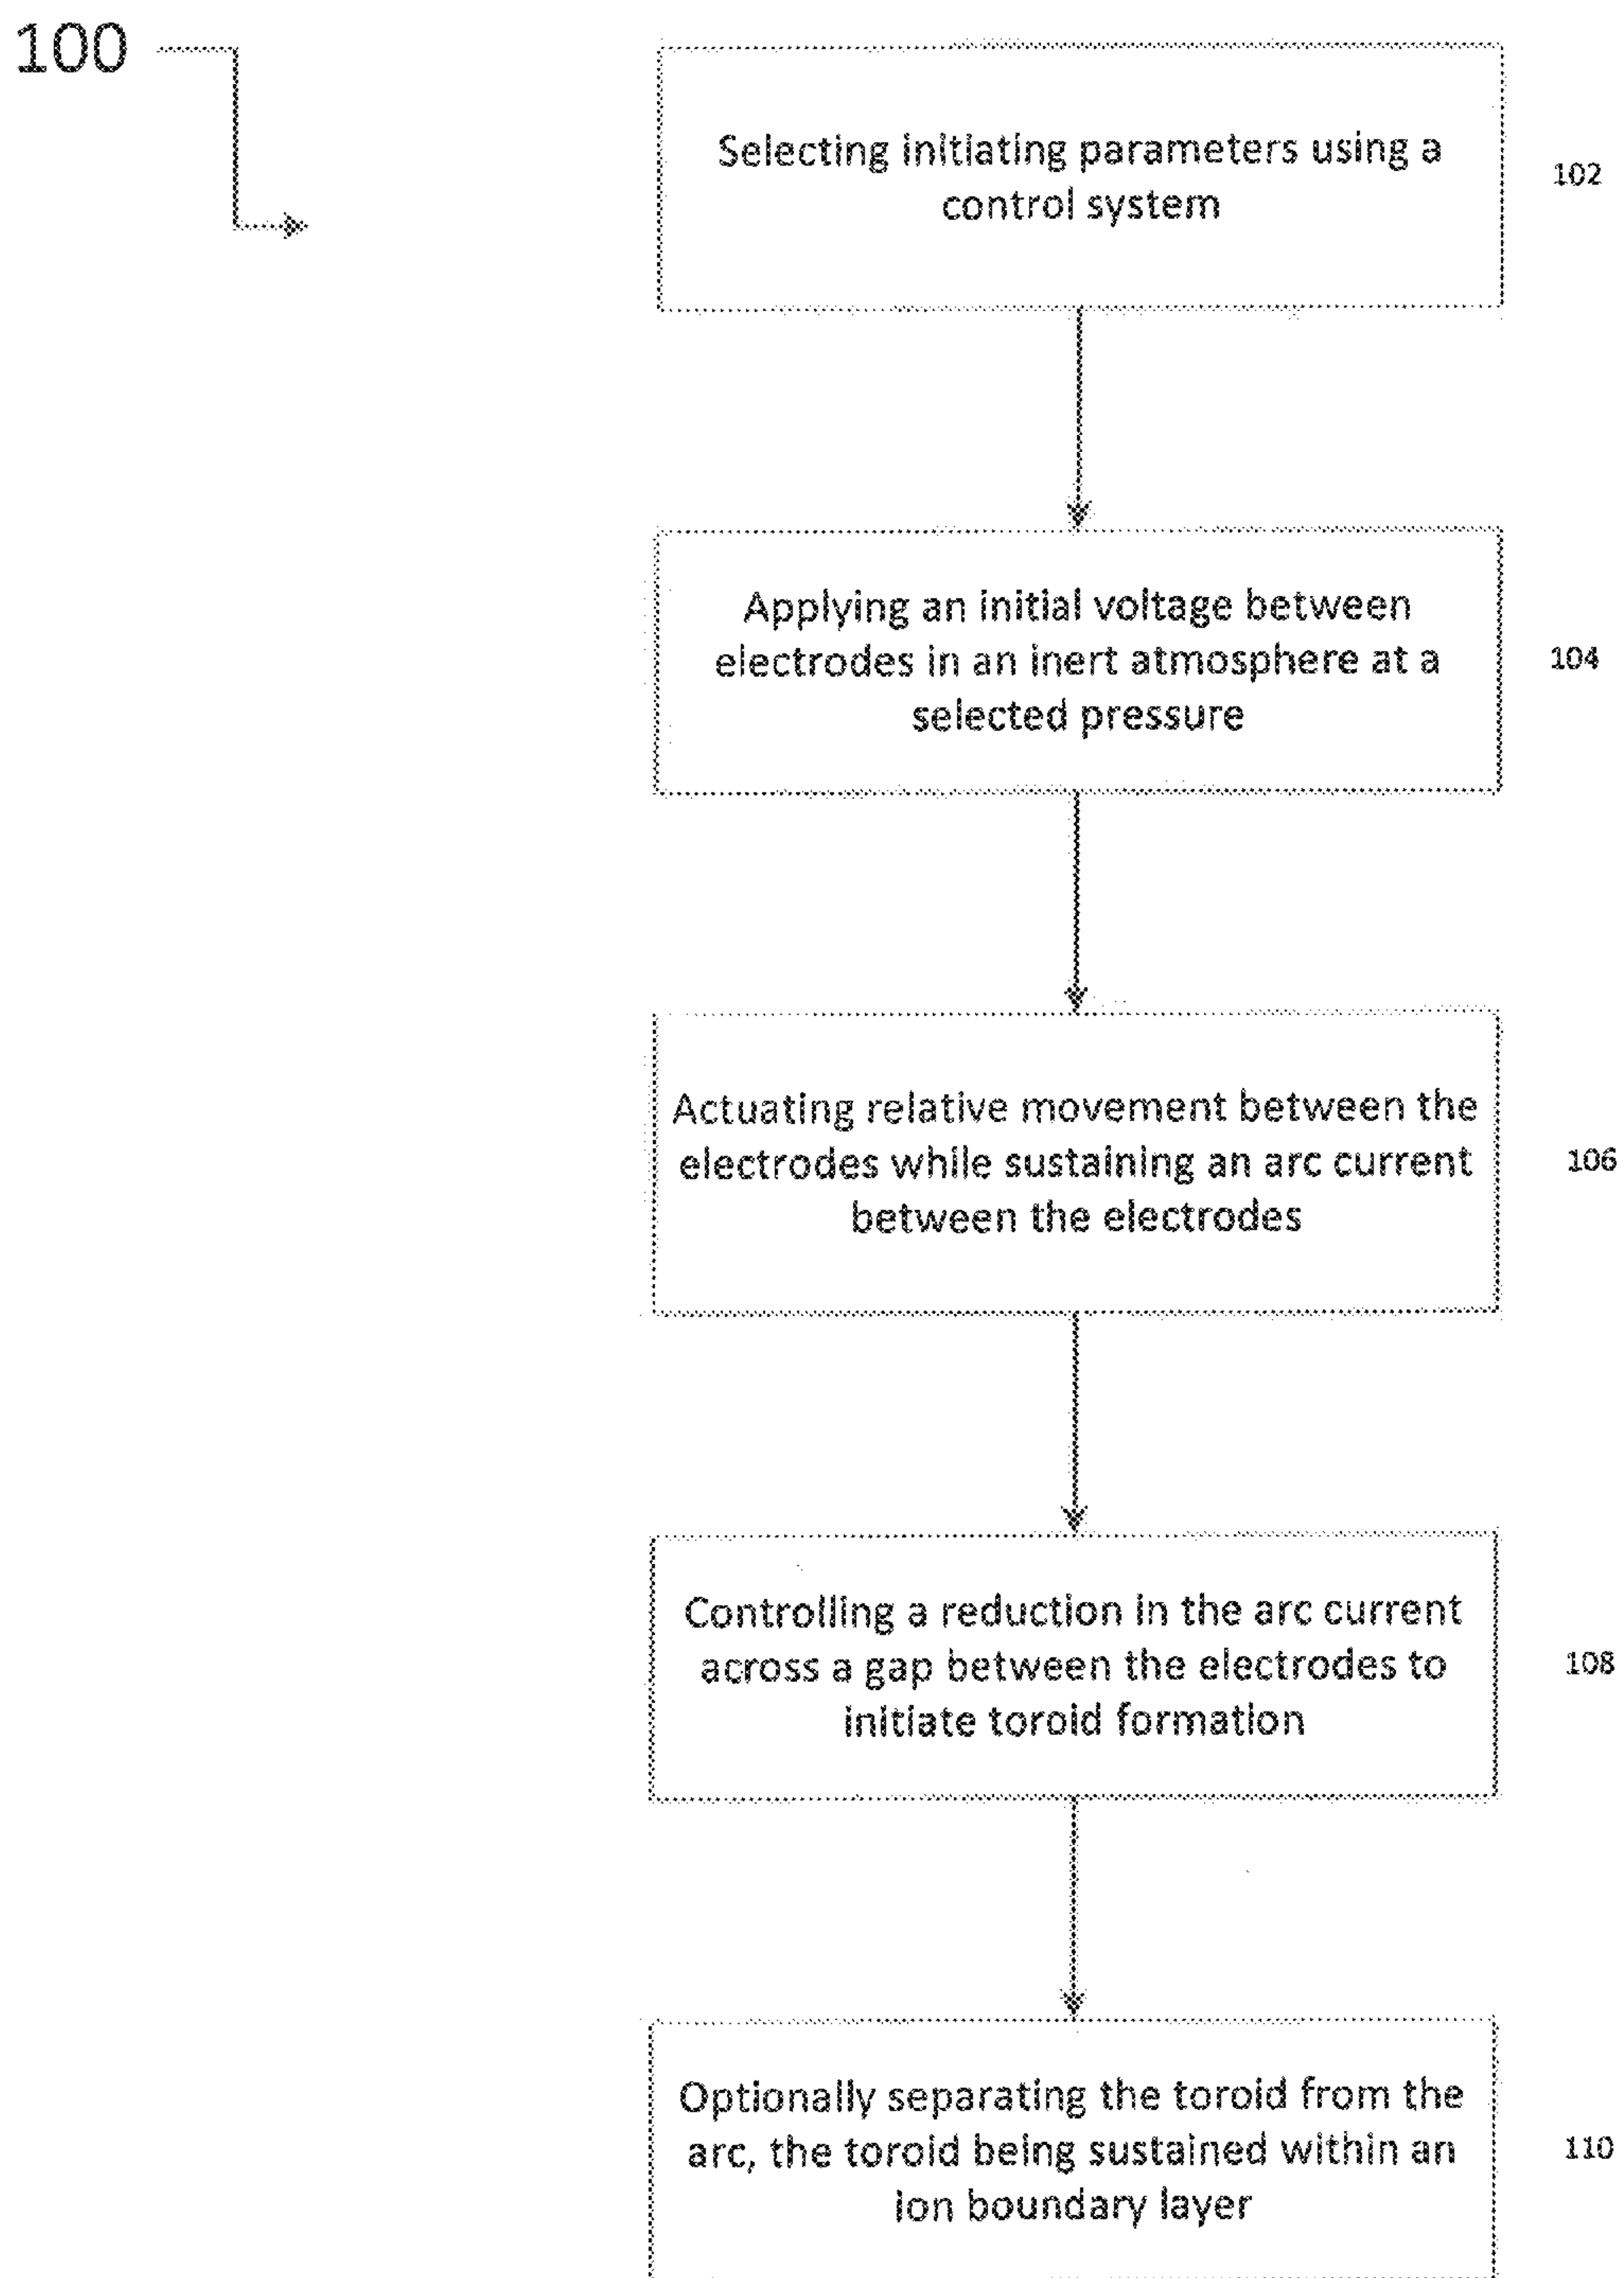 100
Selecting initiating parameters using a
control system
102
Applying an initial voltage between
electrodes in an inert atmosphere at a
selected pressure
104
Actuating relative movement between the
electrodes while sustaining an arc current
between the electrodes
106
Controlling a reduction in the arc current
across a gap between the electrodes to
initiate toroid formation
108
Optionally separating the toroid from the
arc, the toroid being sustained within an
ion boundary layer
110